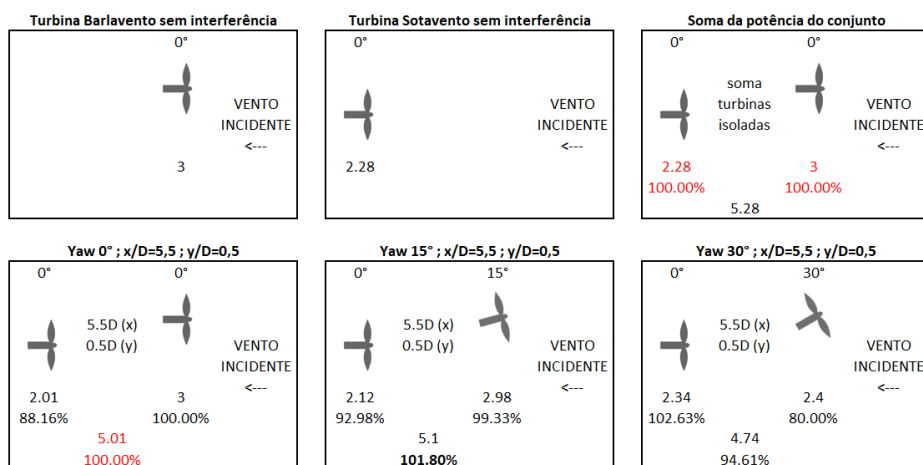 Turbina Barlavento sem interferência
0°
VENTO
INCIDENTE
<---
3
Turbina Sotavento sem interferência
0°
VENTO
INCIDENTE
<---
2.28
Soma da potência do conjunto
0° 0°
soma
turbinas
isoladas
VENTO
INCIDENTE
<---
2.28 3
100.00% 100.00%
5.28
Yaw 0° ; x/D=5,5 ; y/D=0,5
0° 0°
5.5D (x)
0.5D (y)
VENTO
INCIDENTE
<---
2.01 3
88.16% 100.00%
5.01
100.00%
Yaw 15° ; x/D=5,5 ; y/D=0,5
0° 15°
5.5D (x)
0.5D (y)
VENTO
INCIDENTE
<---
2.12 2.98
92.98% 99.33%
5.1
101.80%
Yaw 30° ; x/D=5,5 ; y/D=0,5
0° 30°
5.5D (x)
0.5D (y)
VENTO
INCIDENTE
<---
2.34 2.4
102.63% 80.00%
4.74
94.61%